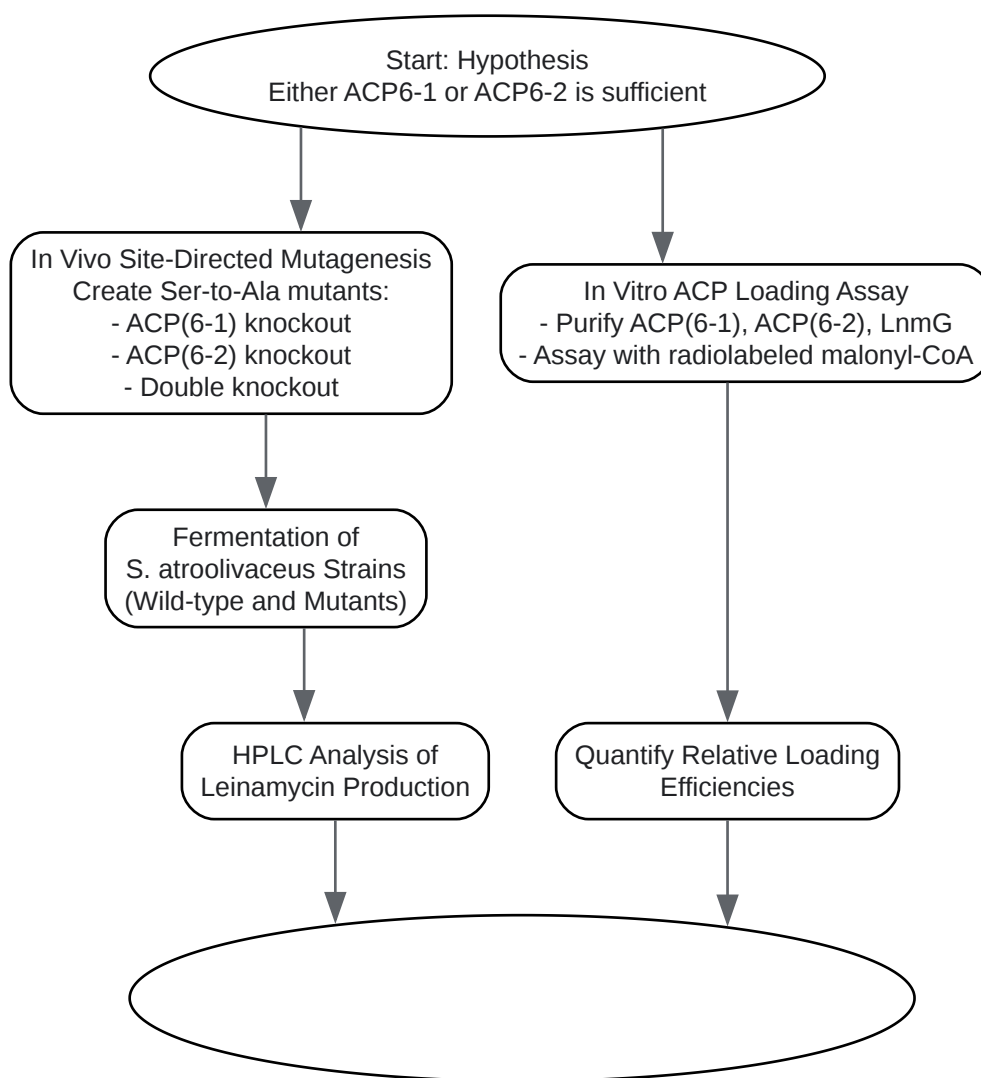 Start: Hypothesis
Either ACP6-1 or ACP6-2 is sufficient
In Vivo Site-Directed Mutagenesis
Create Ser-to-Ala mutants:
- ACP(6-1) knockout
- ACP(6-2) knockout
- Double knockout
In Vitro ACP Loading Assay
- Purify ACP(6-1), ACP(6-2), LnmG
- Assay with radiolabeled malonyl-CoA
Fermentation of
S. atroolivaceus Strains
(Wild-type and Mutants)
HPLC Analysis of
Leinamycin Production
Quantify Relative Loading
Efficiencies